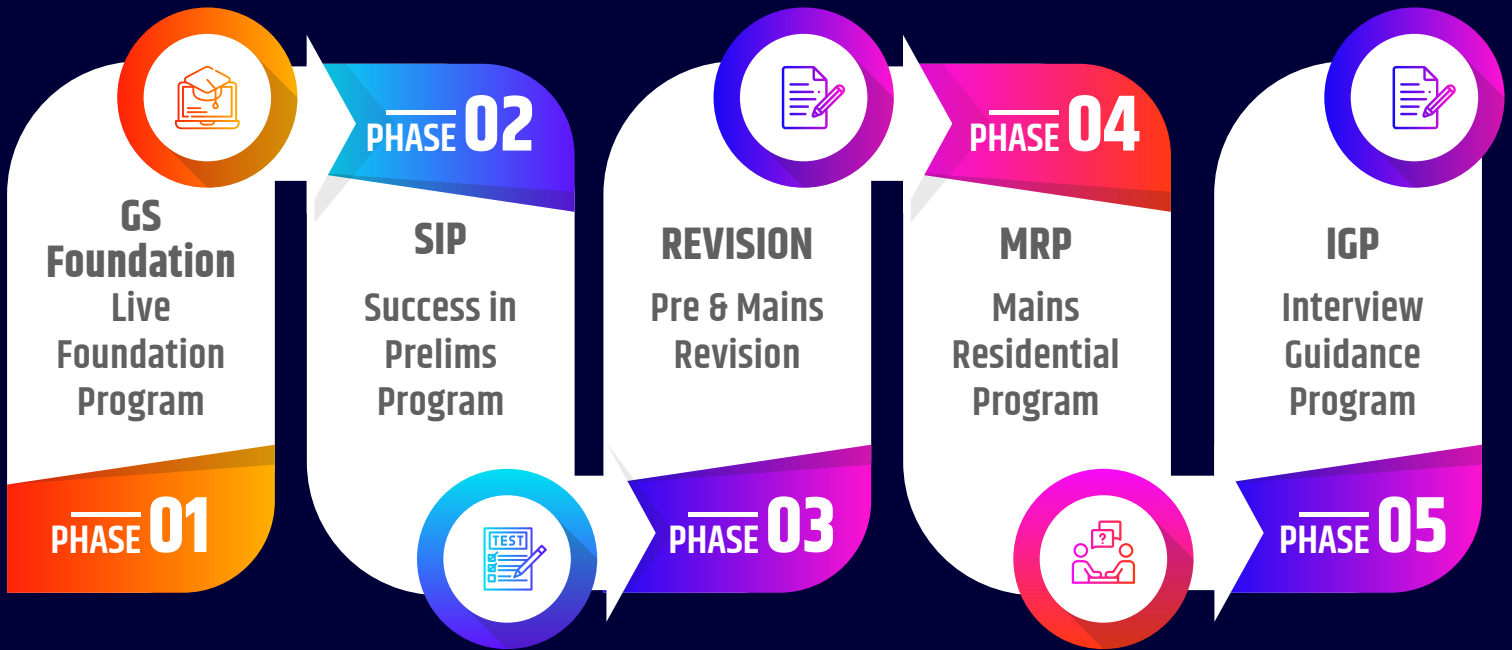 GS
Foundation
Live
Foundation
Program
PHASE 01
PHASE 02
SIP
Success in
Prelims
Program
TEST
REVISION
Pre & Mains
Revision
PHASE 03
PHASE 04
MRP
Mains
Residential
Program
?
IGP
Interview
Guidance
Program
PHASE 05